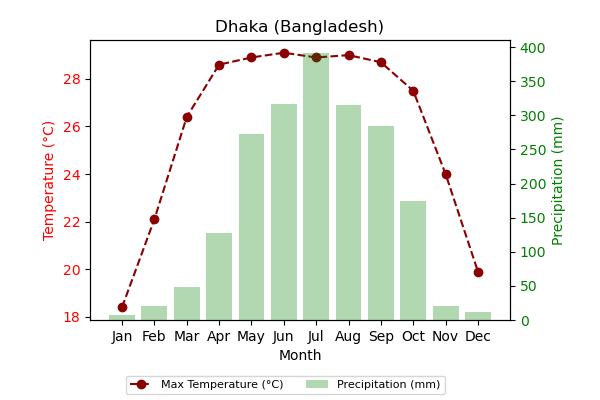 Dhaka (Bangladesh)
Temperature (°C)
28
26
24
22
20
18
400
350
300
250
200
150
100
50
0
Precipitation (mm)
Jan Feb Mar Apr May Jun Jul Aug Sep Oct Nov Dec
Month
Max Temperature (°C) Precipitation (mm)